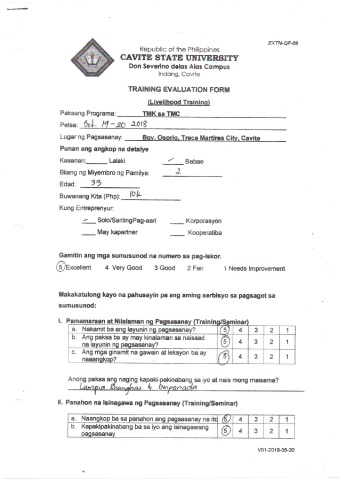 EXTN-QF-09
Republic of the Philippines
CAVITE STATE UNIVERSITY
Don Severino delas Alas Campus
Indang, Cavite
TRAINING EVALUATION FORM
(Livelihood Training)
Paksang Programa: TMK sa TMC
Petsa: Oct 19-20 2018
Lugar ng Pagsasanay: Bgy. Osorio, Trece Martires City, Cavite
Punan ang angkop na detalye
Kasarian: Lalaki Babae
Bilang ng Miyembro ng Pamilya: 2
Edad: 33
Buwanang Kita (Php): 10k
Kung Entreprenyur:
Solo/Sariling Pag-aari Korporasyon
May kapartner Kooperatiba
Gamitin ang mga sumusunod na numero sa pag-iskor.
5/Excellent 4 Very Good 3 Good 2 Fair 1 Needs Improvement
Makakatulong kayo na pahusayin pa ang aming serbisyo sa pagsagot sa
sumusunod:
I. Pamamaraan at Nilalaman ng Pagsasanay (Training/Seminar)
a. Nakamit ba ang layunin ng pagsasanay? 5 4 3 2 1
b. Ang paksa ba ay may kinalaman sa naisaad
na layunin ng pagsasanay? 5 4 3 2 1
c. Ang mga ginamit na gawain at leksyon ba ay
naaangkop? 5 4 3 2 1
Anong paksa ang naging kapaki-pakinabang sa iyo at nais mong maisama?
Lumpia Shanghai & Empanada
II. Panahon na Isinagawa ng Pagsasanay (Training/Seminar)
a. Naangkop ba sa panahon ang pagsasanay na ito 5 4 3 2 1
b. Kapakipakinabang ba sa iyo ang isinagawang
pagsasanay 5 4 3 2 1
V01-2018-05-30